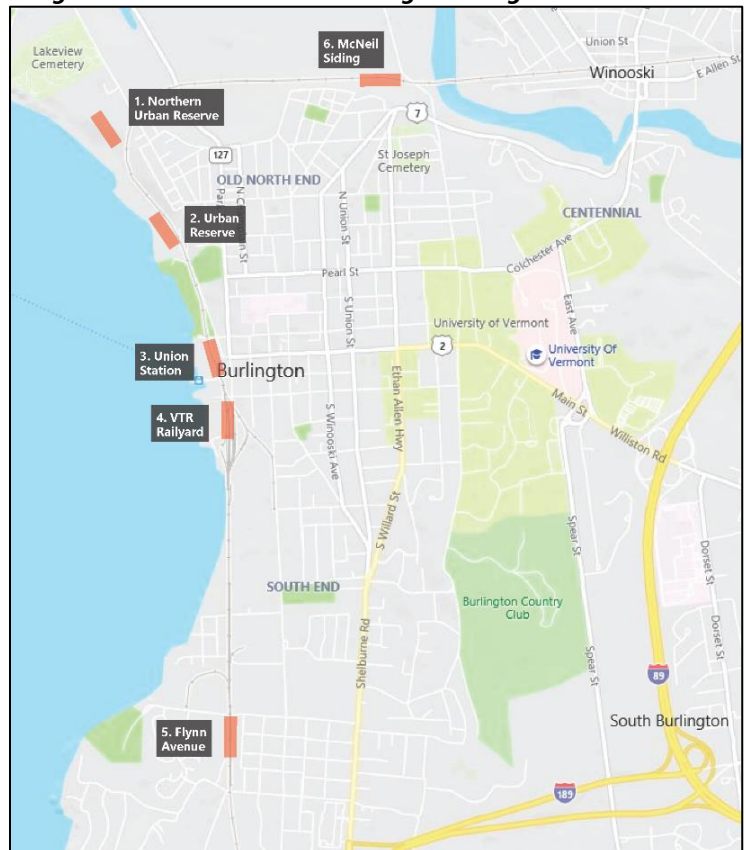 Lakeview
Cemetery
6. McNeil
Siding
Union St
Winooski
E Allen St
1. Northern
Urban Reserve
7
127
St Joseph
Cemetery
OLD NORTH END
N Union St
2. Urban
Reserve
CENTENNIAL
Colchester Ave
Pearl St
East Ave
S Union St
University of Vermont
2
University Of
Vermont
3. Union
Station
Burlington
Ethan Allen Hwy
Main St
4. VTR
Railyard
S Winooski Ave
Williston Rd
S Willard St
Spear St
Dorset St
SOUTH END
Burlington Country
Club
Dorset St
Shelburne Rd
Spear St
89
South Burlington
5. Flynn
Avenue
189